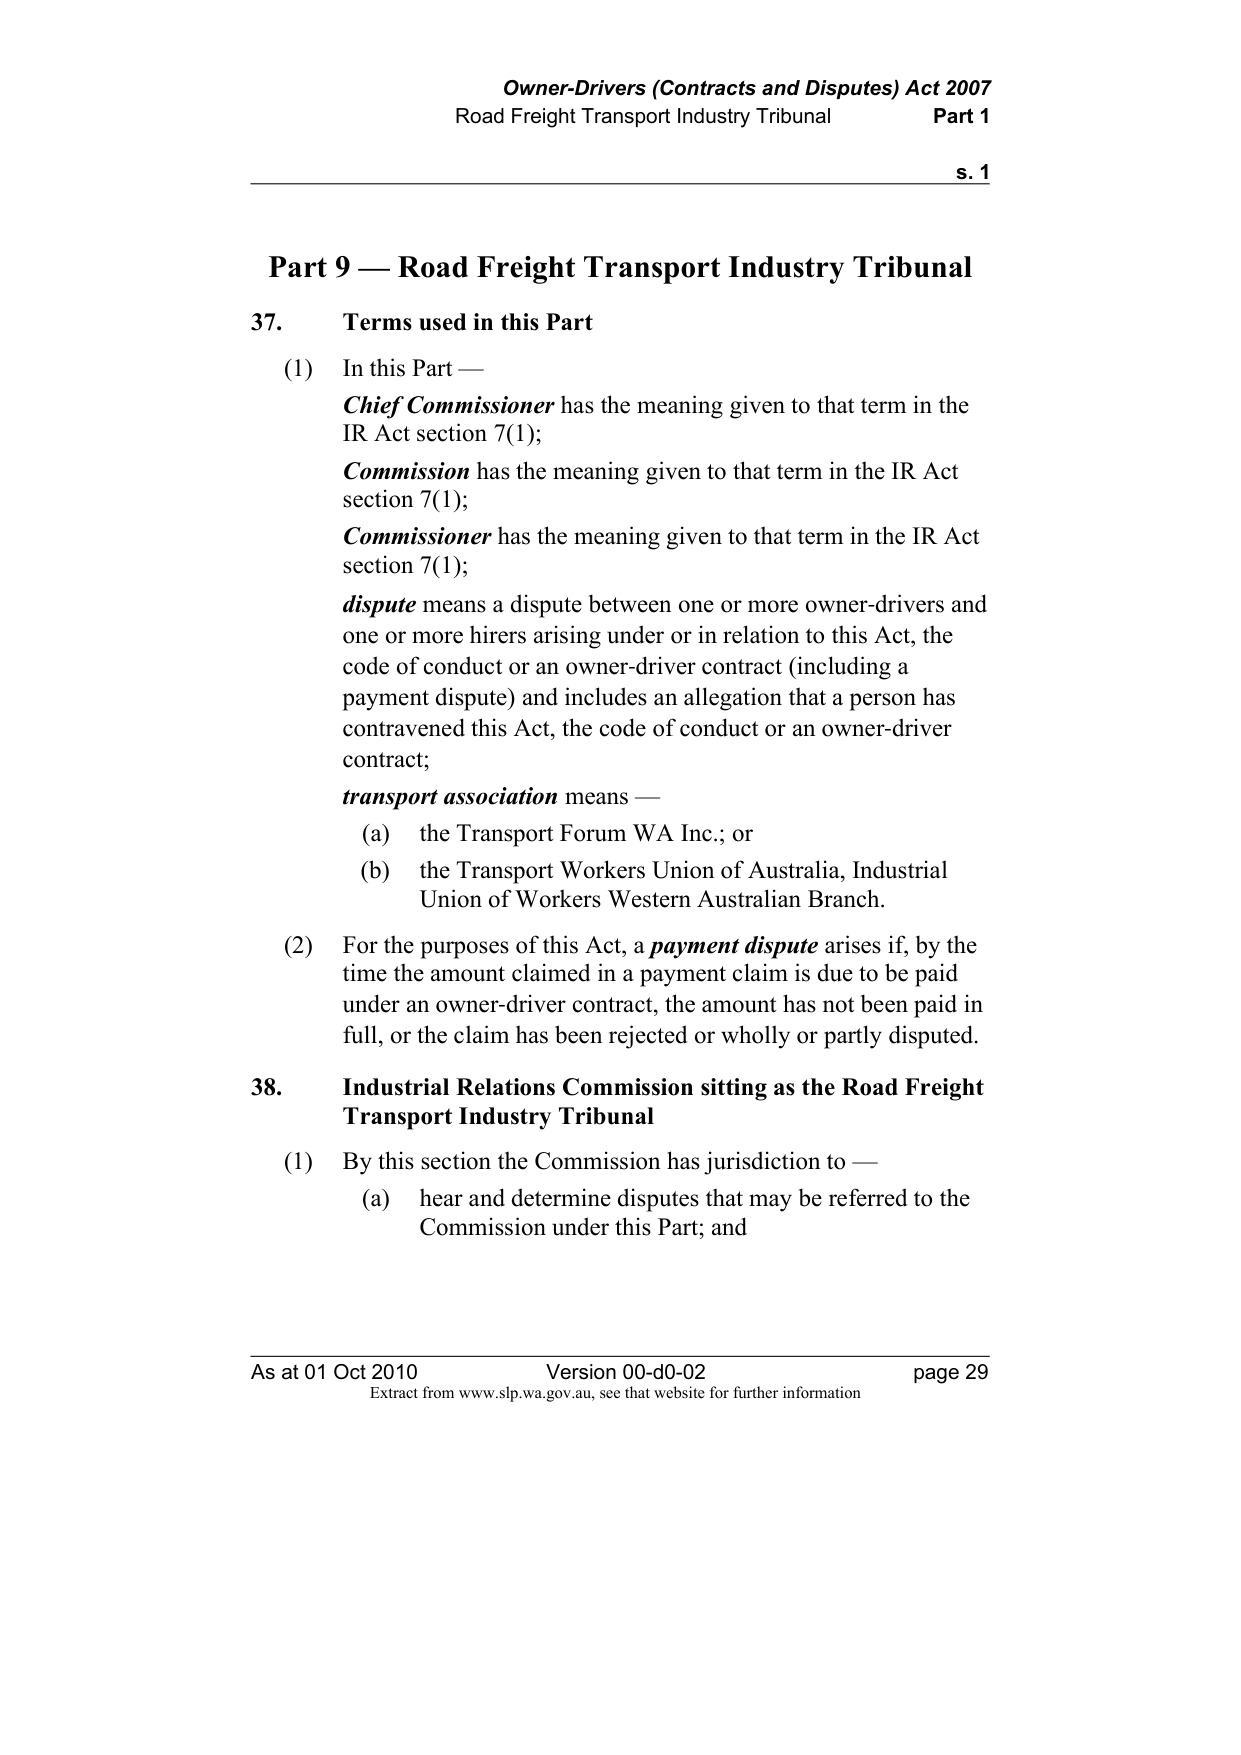 Owner-Drivers (Contracts and Disputes) Act 2007
Road Freight Transport Industry Tribunal Part 1
s. 1
Part 9 — Road Freight Transport Industry Tribunal
37. Terms used in this Part
(1) In this Part —
Chief Commissioner has the meaning given to that term in the
IR Act section 7(1);
Commission has the meaning given to that term in the IR Act
section 7(1);
Commissioner has the meaning given to that term in the IR Act
section 7(1);
dispute means a dispute between one or more owner-drivers and
one or more hirers arising under or in relation to this Act, the
code of conduct or an owner-driver contract (including a
payment dispute) and includes an allegation that a person has
contravened this Act, the code of conduct or an owner-driver
contract;
transport association means —
(a) the Transport Forum WA Inc.; or
(b) the Transport Workers Union of Australia, Industrial
Union of Workers Western Australian Branch.
(2) For the purposes of this Act, a payment dispute arises if, by the
time the amount claimed in a payment claim is due to be paid
under an owner-driver contract, the amount has not been paid in
full, or the claim has been rejected or wholly or partly disputed.
38. Industrial Relations Commission sitting as the Road Freight
Transport Industry Tribunal
(1) By this section the Commission has jurisdiction to —
(a) hear and determine disputes that may be referred to the
Commission under this Part; and
As at 01 Oct 2010 Version 00-d0-02 page 29
Extract from www.slp.wa.gov.au, see that website for further information